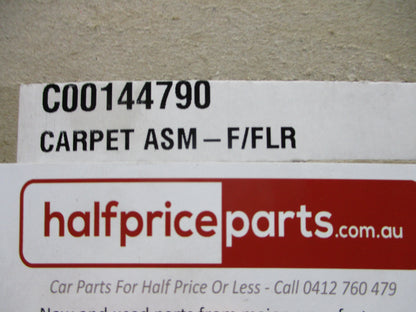 C00144790
CARPET ASM – F/FLR
halfpriceparts.com.au
Car Parts For Half Price Or Less - Call 0412 760 479